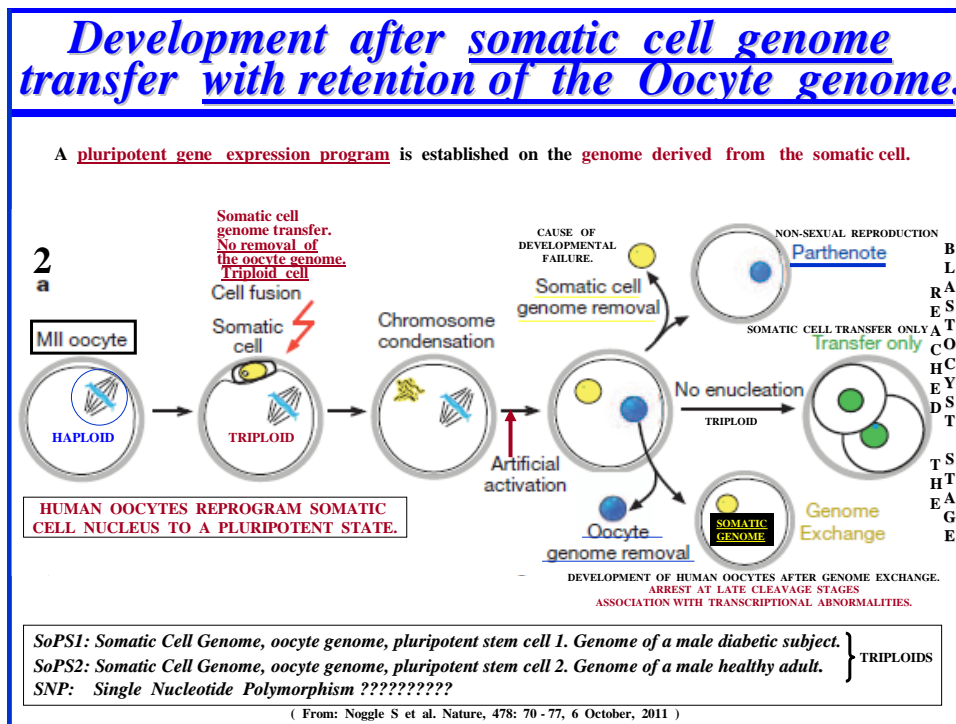 Development after somatic cell genome
transfer with retention of the Oocyte genome.
A pluripotent gene expression program is established on the genome derived from the somatic cell.
2
a
MII oocyte
HAPLOID
Somatic cell
genome transfer.
No removal of
the oocyte genome.
Triploid cell
Cell fusion
Somatic
cell
TRIPLOID
Chromosome
condensation
Artificial
activation
CAUSE OF
DEVELOPMENTAL
FAILURE.
Somatic cell
genome removal
NON-SEXUAL REPRODUCTION
Parthenote
SOMATIC CELL TRANSFER ONLY
Transfer only
No enucleation
TRIPLOID
Oocyte
genome removal
SOMATIC
GENOME
Genome
Exchange
REACHED THE
BLASTOCYST STAGE
HUMAN OOCYTES REPROGRAM SOMATIC
CELL NUCLEUS TO A PLURIPOTENT STATE.
DEVELOPMENT OF HUMAN OOCYTES AFTER GENOME EXCHANGE.
ARREST AT LATE CLEAVAGE STAGES
ASSOCIATION WITH TRANSCRIPTIONAL ABNORMALITIES.
SoPS1: Somatic Cell Genome, oocyte genome, pluripotent stem cell 1. Genome of a male diabetic subject.
SoPS2: Somatic Cell Genome, oocyte genome, pluripotent stem cell 2. Genome of a male healthy adult.
TRIPLOIDS
SNP: Single Nucleotide Polymorphism ??????????
( From: Noggle S et al. Nature, 478: 70 - 77, 6 October, 2011 )